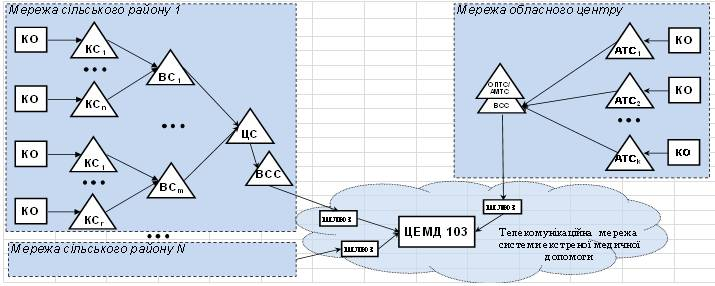 Мережа сільського району 1
КО
КС1
...
КО
КСn
ВС1
...
КО
КС1
...
КО
КСr
ВСm
ЦС
ВСС
...
Мережа сільського району N
Мережа обласного центру
ОПТС/
АМТС
ВСС
АТС1
КО
АТС2
КО
...
АТСk
КО
шлюз
шлюз
шлюз
ЦЕМД 103
Телекомунікаційна мережа
системи екстреної медичної
допомоги